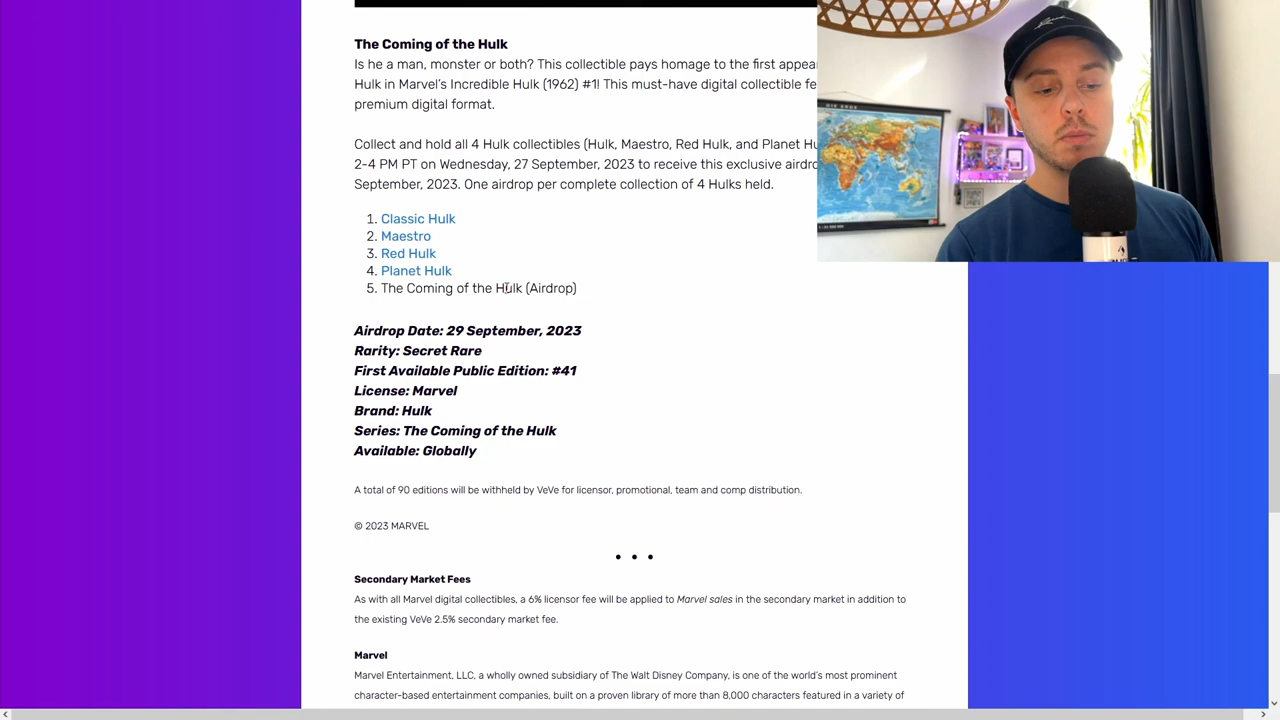 The Coming of the Hulk
Is he a man, monster or both? This collectible pays homage to the first appea
Hulk in Marvel's Incredible Hulk (1962) #1! This must-have digital collectible fe
premium digital format.
Collect and hold all 4 Hulk collectibles (Hulk, Maestro, Red Hulk, and Planet Hu
2-4 PM PT on Wednesday, 27 September, 2023 to receive this exclusive airdro
September, 2023. One airdrop per complete collection of 4 Hulks held.
1. Classic Hulk
2. Maestro
3. Red Hulk
4. Planet Hulk
5. The Coming of the Hulk (Airdrop)
Airdrop Date: 29 September, 2023
Rarity: Secret Rare
First Available Public Edition: #41
License: Marvel
Brand: Hulk
Series: The Coming of the Hulk
Available: Globally
A total of 90 editions will be withheld by VeVe for licensor, promotional, team and comp distribution.
© 2023 MARVEL
• • •
Secondary Market Fees
As with all Marvel digital collectibles, a 6% licensor fee will be applied to Marvel sales in the secondary market in addition to
the existing VeVe 2.5% secondary market fee.
Marvel
Marvel Entertainment, LLC, a wholly owned subsidiary of The Walt Disney Company, is one of the world's most prominent
character-based entertainment companies, built on a proven library of more than 8,000 characters featured in a variety of